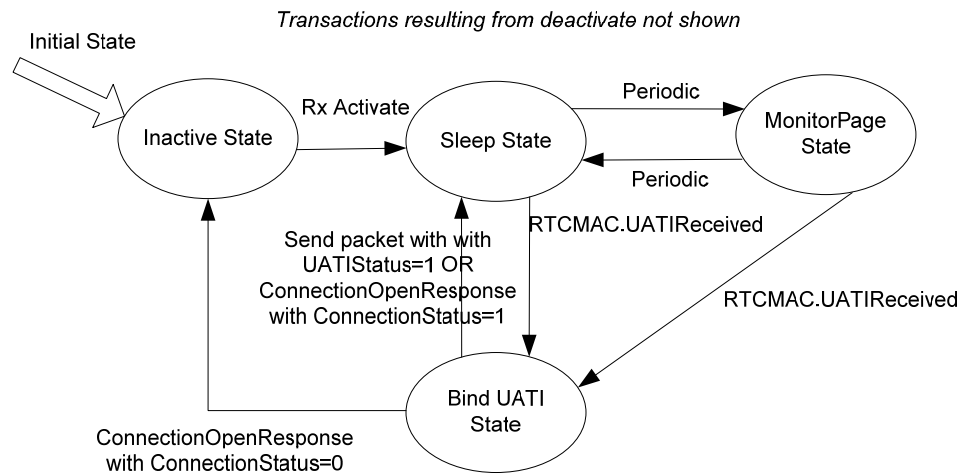 Transactions resulting from deactivate not shown
Initial State
Inactive State
Rx Activate
Sleep State
Periodic
MonitorPage
State
Periodic
RTCMAC.UATIReceived
Send packet with with
UATIStatus=1 OR
ConnectionOpenResponse
with ConnectionStatus=1
RTCMAC.UATIReceived
Bind UATI
State
ConnectionOpenResponse
with ConnectionStatus=0